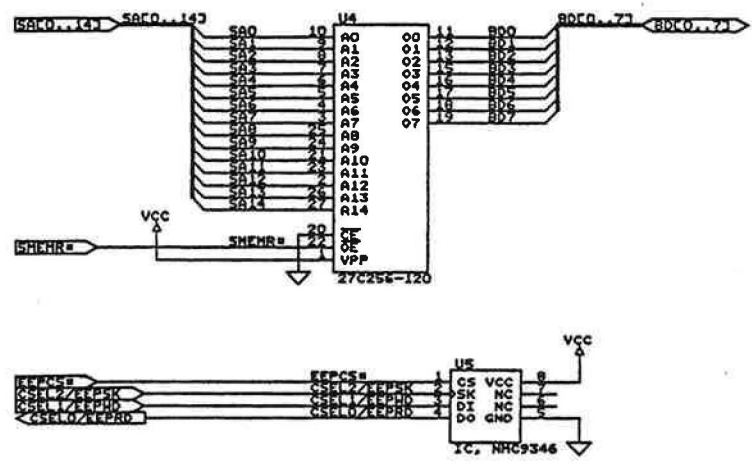 SA[0..14] SA[0..14] U4 BD[0..7] BD[0..7]
SA0 10 A0 O0 11 BD0
SA1 9 A1 O1 12 BD1
SA2 8 A2 O2 13 BD2
SA3 7 A3 O3 15 BD3
SA4 6 A4 O4 16 BD4
SA5 5 A5 O5 17 BD5
SA6 4 A6 O6 18 BD6
SA7 3 A7 O7 19 BD7
SA8 25 A8
SA9 24 A9
SA10 21 A10
SA11 23 A11
SA12 2 A12
SA13 26 A13
SA14 27 A14
VCC
20 CE
SMEMR# SMEMR# 22 OE
1 VPP
27C256-120
VCC
U5
EEPCS# EEPCS# 1 CS VCC 8
CSEL2/EEPSK CSEL2/EEPSK 2 SK NC 7
CSEL1/EEPWD CSEL1/EEPWD 3 DI NC 6
CSEL0/EEPRD CSEL0/EEPRD 4 DO GND 5
IC, NMC9346